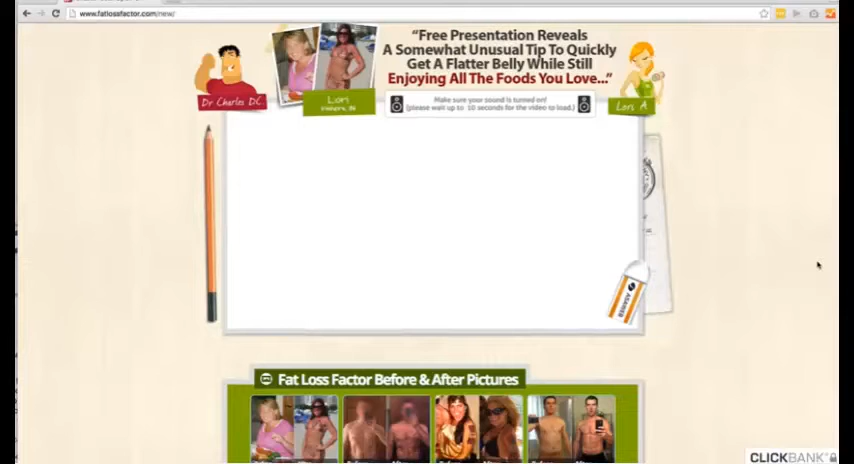 www.fatlossfactor.com/new/
“Free Presentation Reveals
A Somewhat Unusual Tip To Quickly
Get A Flatter Belly While Still
Enjoying All The Foods You Love...”
Dr Charles DC
Lori
Lori A
Make sure your sound is turned on!
(please wait up to 10 seconds for the video to load.)
Fat Loss Factor Before & After Pictures
CLICKBANK